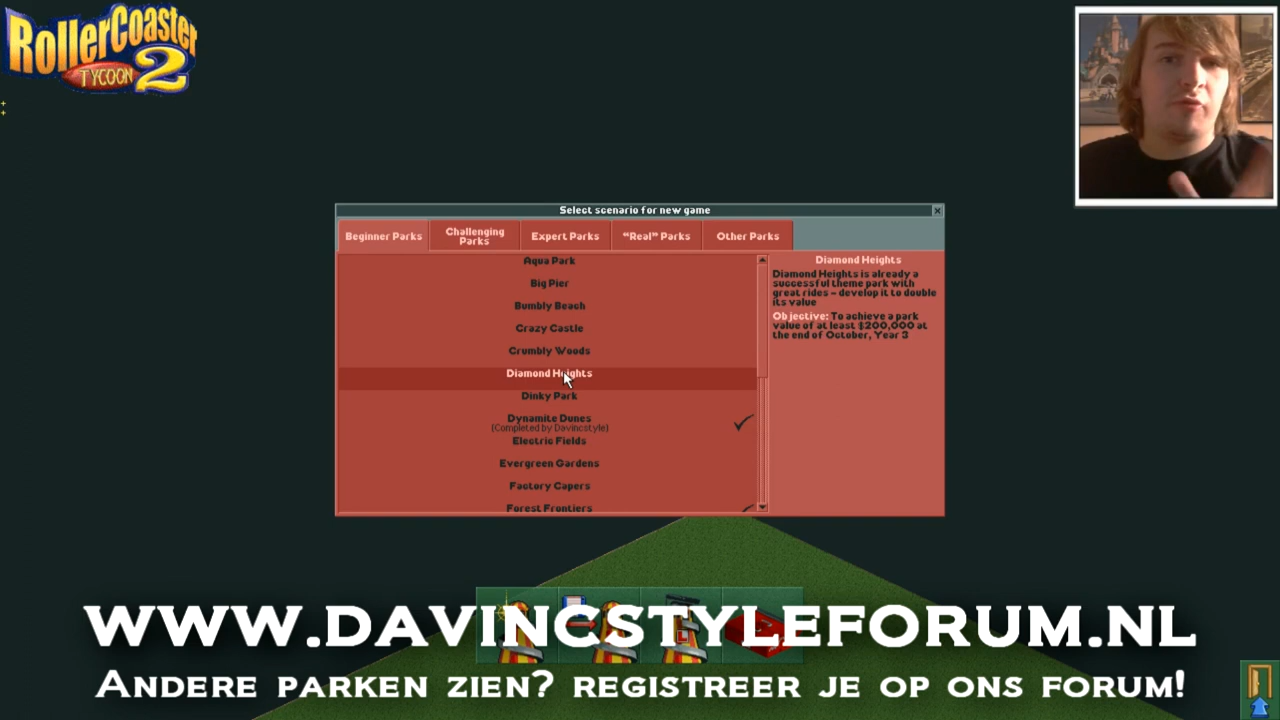 RollerCoaster
TYCOON 2
Select scenario for new game
Beginner Parks
Challenging
Parks
Expert Parks
"Real" Parks
Other Parks
Aqua Park
Big Pier
Bumbly Beach
Crazy Castle
Crumbly Woods
Diamond Heights
Dinky Park
Dynamite Dunes
(Completed by Davincstyle)
Electric Fields
Evergreen Gardens
Factory Capers
Forest Frontiers
Diamond Heights
Diamond Heights is already a
successful theme park with
great rides – develop it to double
its value
Objective: To achieve a park
value of at least $200,000 at
the end of October, Year 3
WWW.DAVINCSTYLEFORUM.NL
ANDERE PARKEN ZIEN? REGISTREER JE OP ONS FORUM!